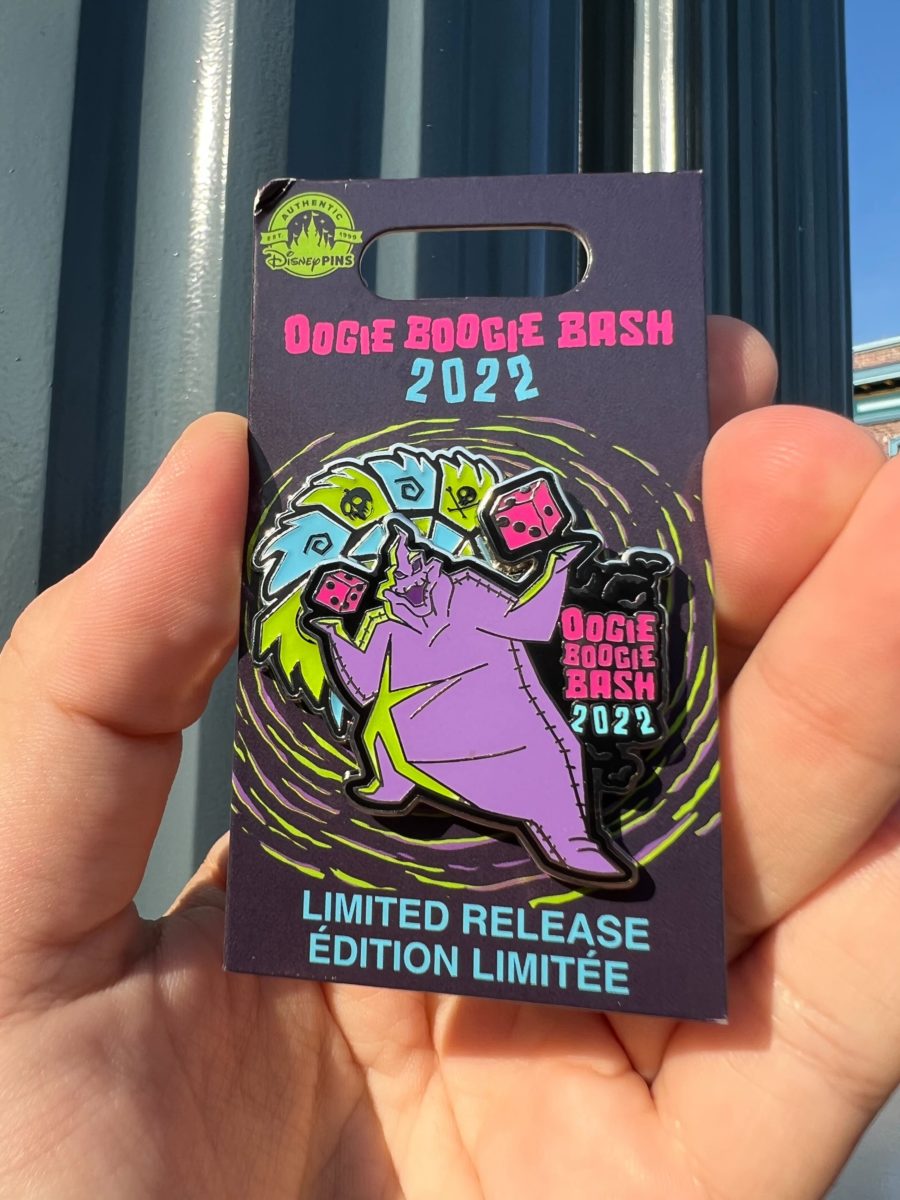 AUTHENTIC
EST. 1999
Disney PINS
OOGIE BOOGIE BASH
2022
OOGIE
BOOGIE
BASH
2022
LIMITED RELEASE
ÉDITION LIMITÉE